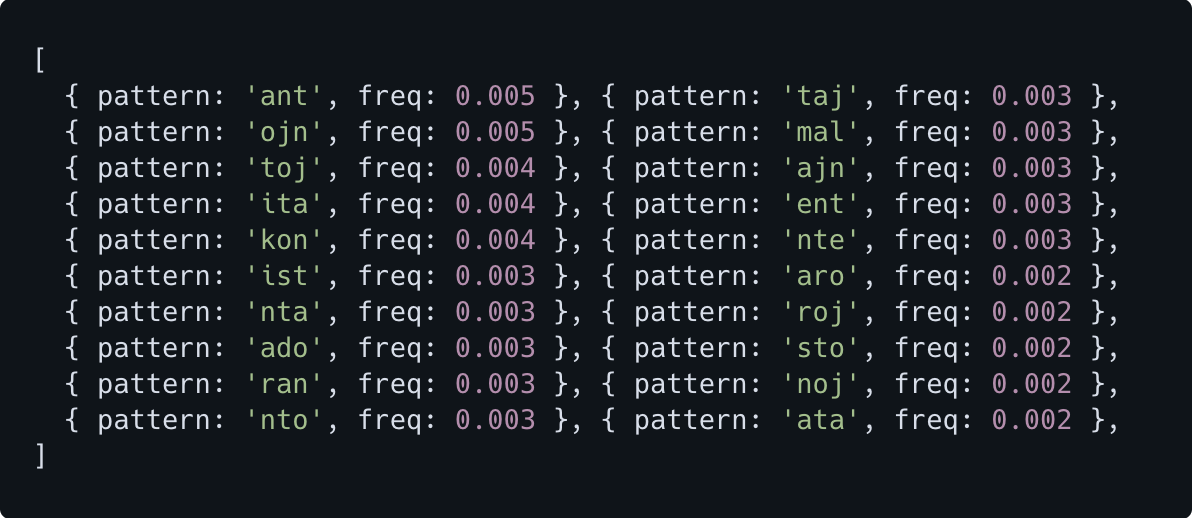 [
{ pattern: 'ant', freq: 0.005 }, { pattern: 'taj', freq: 0.003 },
{ pattern: 'ojn', freq: 0.005 }, { pattern: 'mal', freq: 0.003 },
{ pattern: 'toj', freq: 0.004 }, { pattern: 'ajn', freq: 0.003 },
{ pattern: 'ita', freq: 0.004 }, { pattern: 'ent', freq: 0.003 },
{ pattern: 'kon', freq: 0.004 }, { pattern: 'nte', freq: 0.003 },
{ pattern: 'ist', freq: 0.003 }, { pattern: 'aro', freq: 0.002 },
{ pattern: 'nta', freq: 0.003 }, { pattern: 'roj', freq: 0.002 },
{ pattern: 'ado', freq: 0.003 }, { pattern: 'sto', freq: 0.002 },
{ pattern: 'ran', freq: 0.003 }, { pattern: 'noj', freq: 0.002 },
{ pattern: 'nto', freq: 0.003 }, { pattern: 'ata', freq: 0.002 },
]